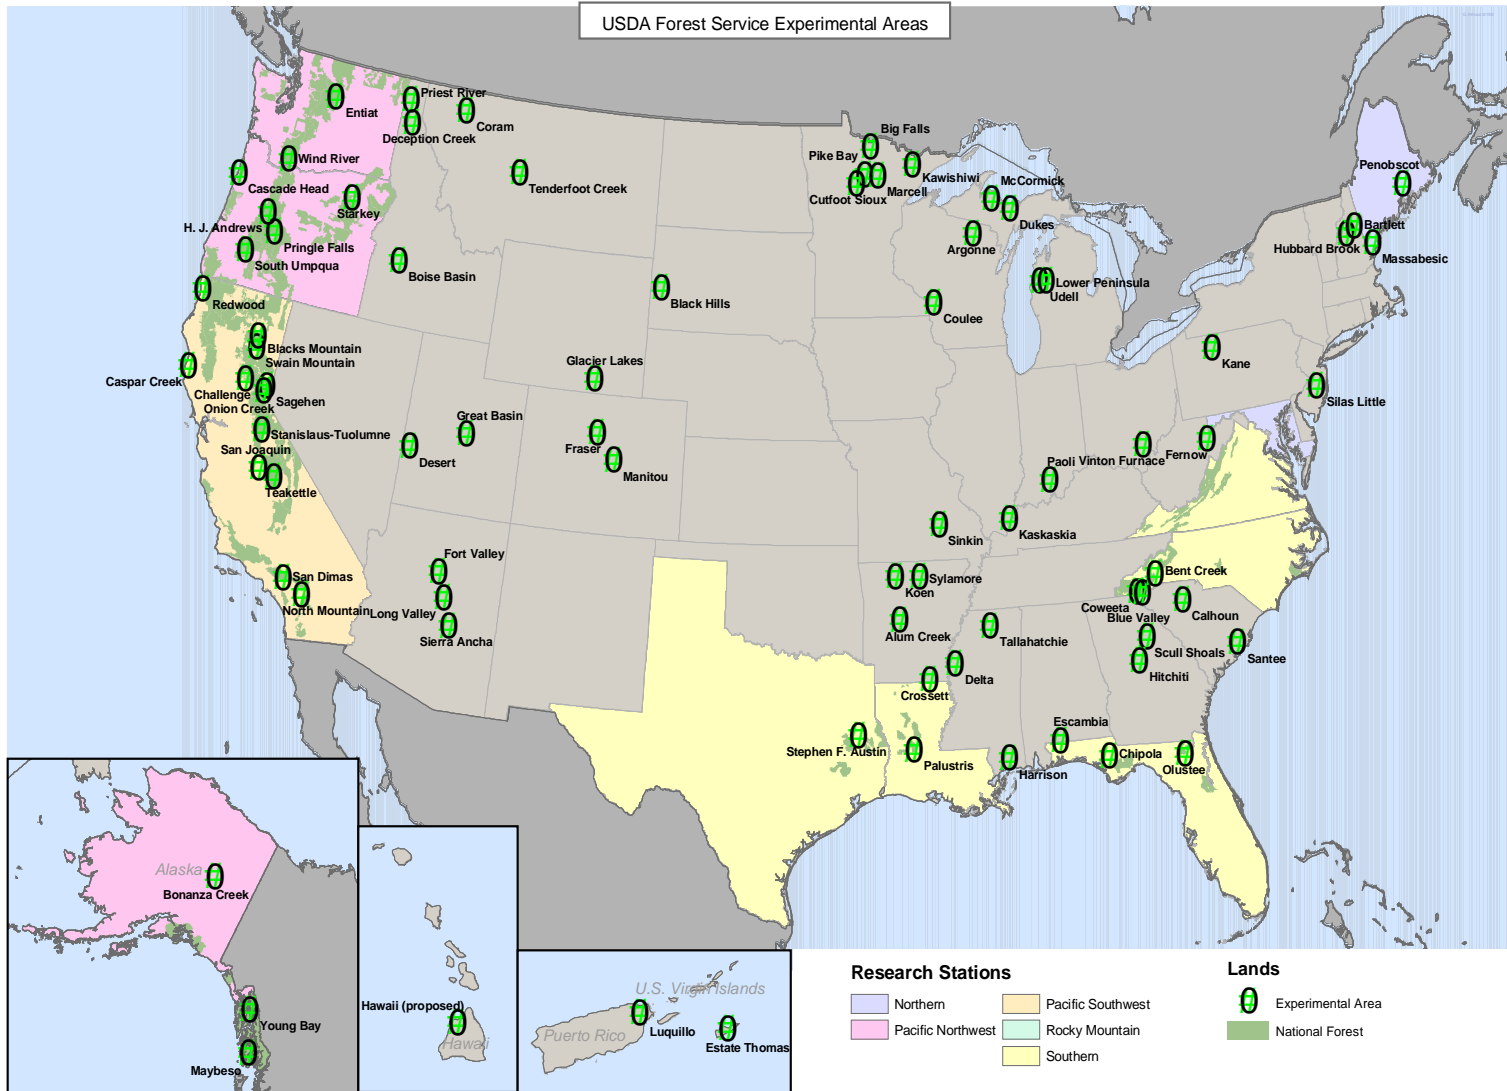 USDA Forest Service Experimental Areas
Priest River
Entiat
Coram
Deception Creek
Big Falls
Pike Bay
Wind River
Kawishiwi
Penobscot
Cascade Head
Tenderfoot Creek
Marcell
McCormick
Cutfoot Sioux
Starkey
H. J. Andrews
Dukes
Bartlett
Pringle Falls
Argonne
Hubbard Brook
Massabesic
South Umpqua
Boise Basin
Lower Peninsula
Redwood
Black Hills
Udell
Coulee
Blacks Mountain
Swain Mountain
Glacier Lakes
Kane
Caspar Creek
Challenge
Sagehen
Silas Little
Onion Creek
Great Basin
Stanislaus-Tuolumne
San Joaquin
Fraser
Desert
Paoli
Vinton Furnace
Fernow
Manitou
Teakettle
Sinkin
Kaskaskia
Fort Valley
San Dimas
Sylamore
Bent Creek
Koen
North Mountain
Long Valley
Coweeta
Blue Valley
Calhoun
Sierra Ancha
Alum Creek
Tallahatchie
Scull Shoals
Santee
Delta
Hitchiti
Crossett
Escambia
Stephen F. Austin
Chipola
Palustris
Olustee
Harrison
Alaska
Bonanza Creek
Young Bay
Maybeso
Hawaii (proposed)
Hawaii
U.S. Virgin Islands
Puerto Rico
Luquillo
Estate Thomas
Research Stations
Northern
Pacific Northwest
Pacific Southwest
Rocky Mountain
Southern
Lands
Experimental Area
National Forest